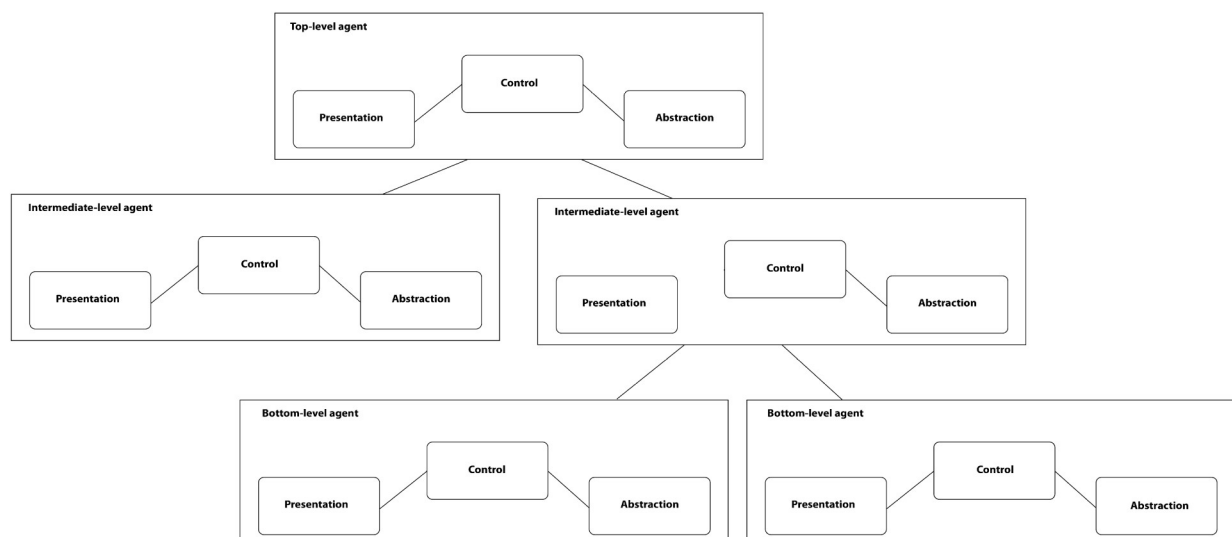 Top-level agent
Control
Presentation
Abstraction
Intermediate-level agent
Control
Presentation
Abstraction
Intermediate-level agent
Control
Presentation
Abstraction
Bottom-level agent
Control
Presentation
Abstraction
Bottom-level agent
Control
Presentation
Abstraction